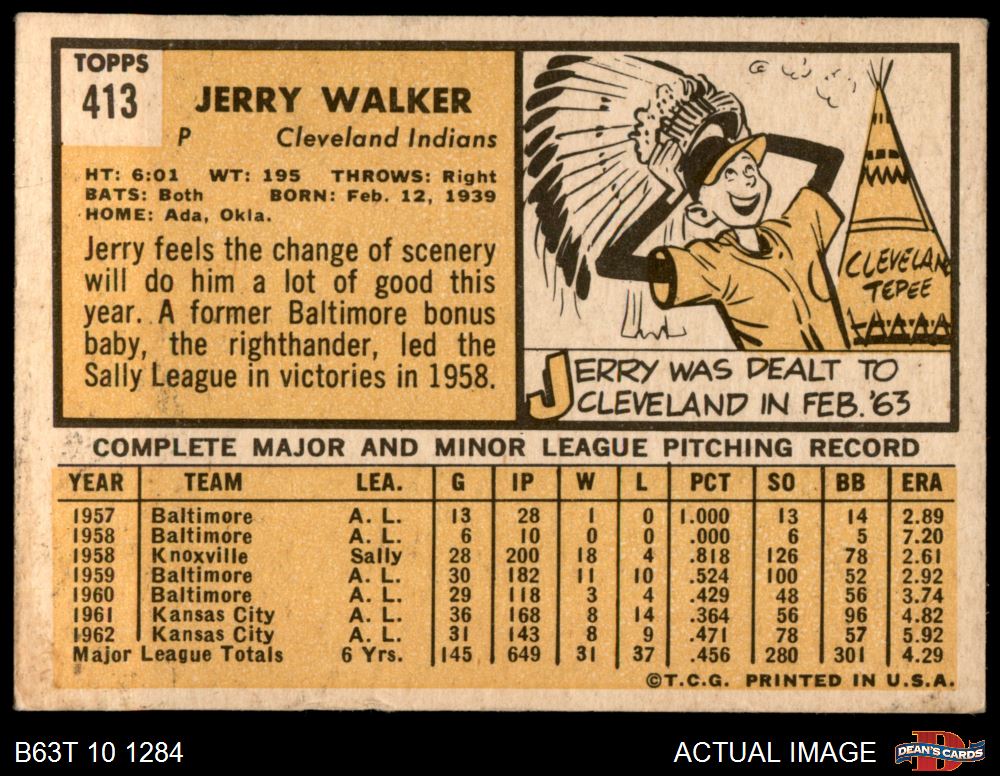 TOPPS
413
JERRY WALKER
P Cleveland Indians
HT: 6:01 WT: 195 THROWS: Right
BATS: Both BORN: Feb. 12, 1939
HOME: Ada, Okla.
Jerry feels the change of scenery
will do him a lot of good this
year. A former Baltimore bonus
baby, the righthander, led the
Sally League in victories in 1958.
CLEVELAN
TEPEE
JERRY WAS DEALT TO
CLEVELAND IN FEB. '63
COMPLETE MAJOR AND MINOR LEAGUE PITCHING RECORD
YEAR TEAM LEA. G IP W L PCT SO BB ERA
1957 Baltimore A. L. 13 28 1 0 1.000 13 14 2.89
1958 Baltimore A. L. 6 10 0 0 .000 6 5 7.20
1958 Knoxville Sally 28 200 18 4 .818 126 78 2.61
1959 Baltimore A. L. 30 182 11 10 .524 100 52 2.92
1960 Baltimore A. L. 29 118 3 4 .429 48 56 3.74
1961 Kansas City A. L. 36 168 8 14 .364 56 96 4.82
1962 Kansas City A. L. 31 143 8 9 .471 78 57 5.92
Major League Totals 6 Yrs. 145 649 31 37 .456 280 301 4.29
©T.C.G. PRINTED IN U.S.A.
B63T 10 1284 ACTUAL IMAGE DEAN'S CARDS